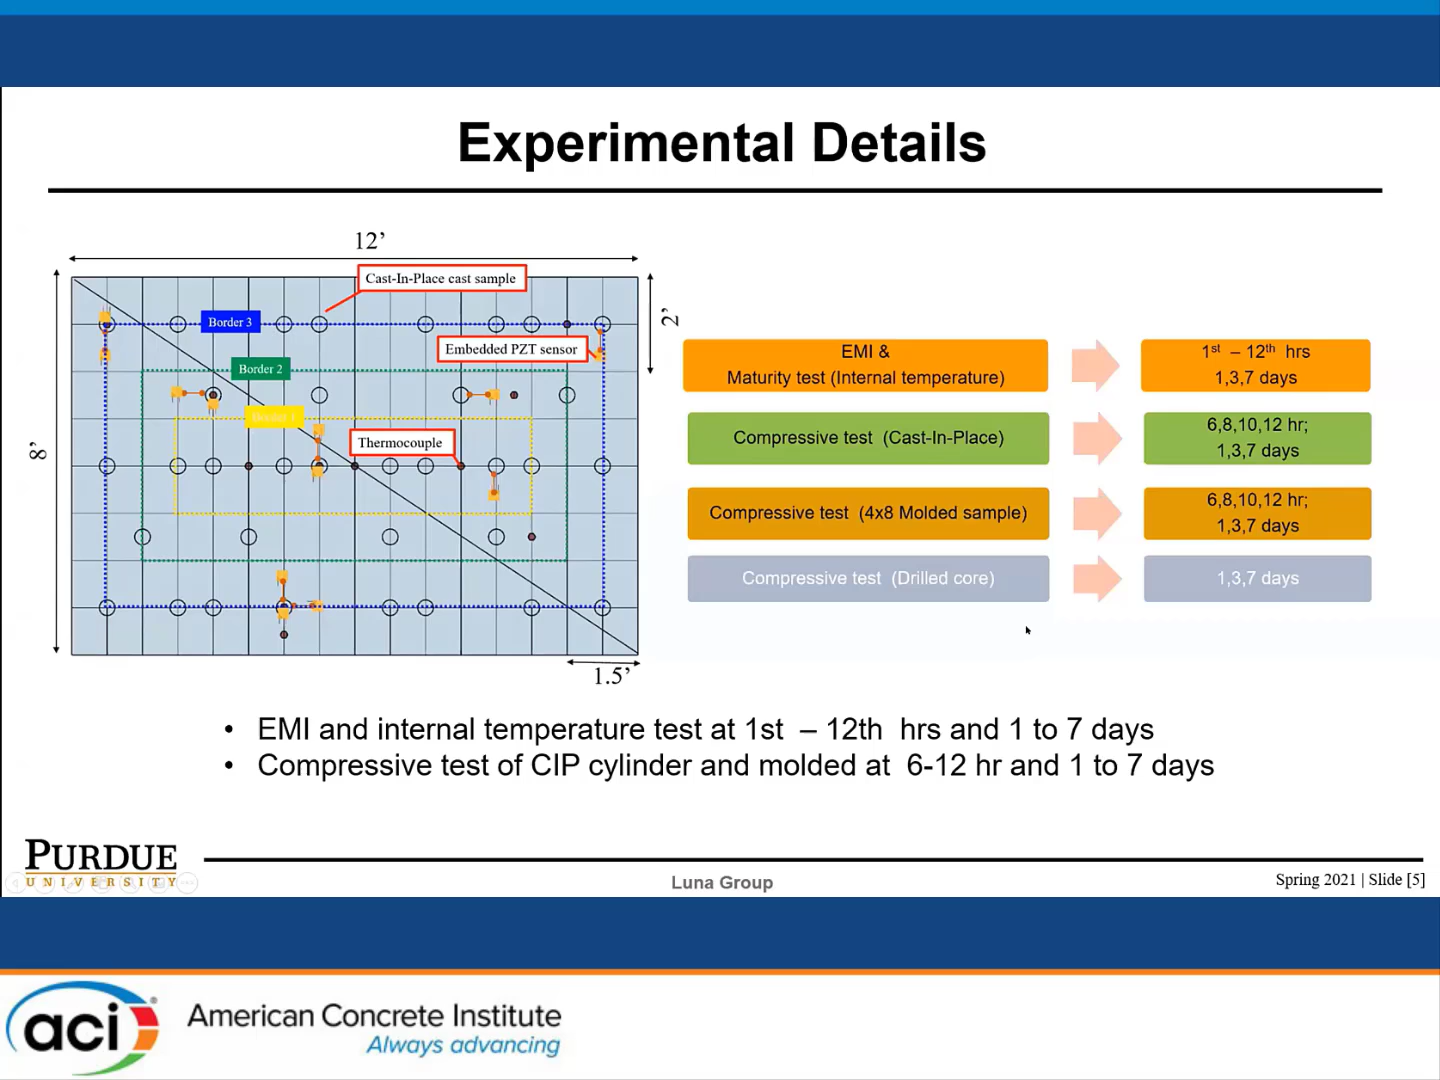 Experimental Details
12’
Cast-In-Place cast sample
Border 3
2’
Embedded PZT sensor
Border 2
Border 1
Thermocouple
8’
1.5’
EMI &
Maturity test (Internal temperature)
1st – 12th hrs
1,3,7 days
Compressive test (Cast-In-Place)
6,8,10,12 hr;
1,3,7 days
Compressive test (4x8 Molded sample)
6,8,10,12 hr;
1,3,7 days
Compressive test (Drilled core)
1,3,7 days
• EMI and internal temperature test at 1st – 12th hrs and 1 to 7 days
• Compressive test of CIP cylinder and molded at 6-12 hr and 1 to 7 days
PURDUE
UNIVERSITY
Luna Group
Spring 2021 | Slide [5]
aci
American Concrete Institute
Always advancing